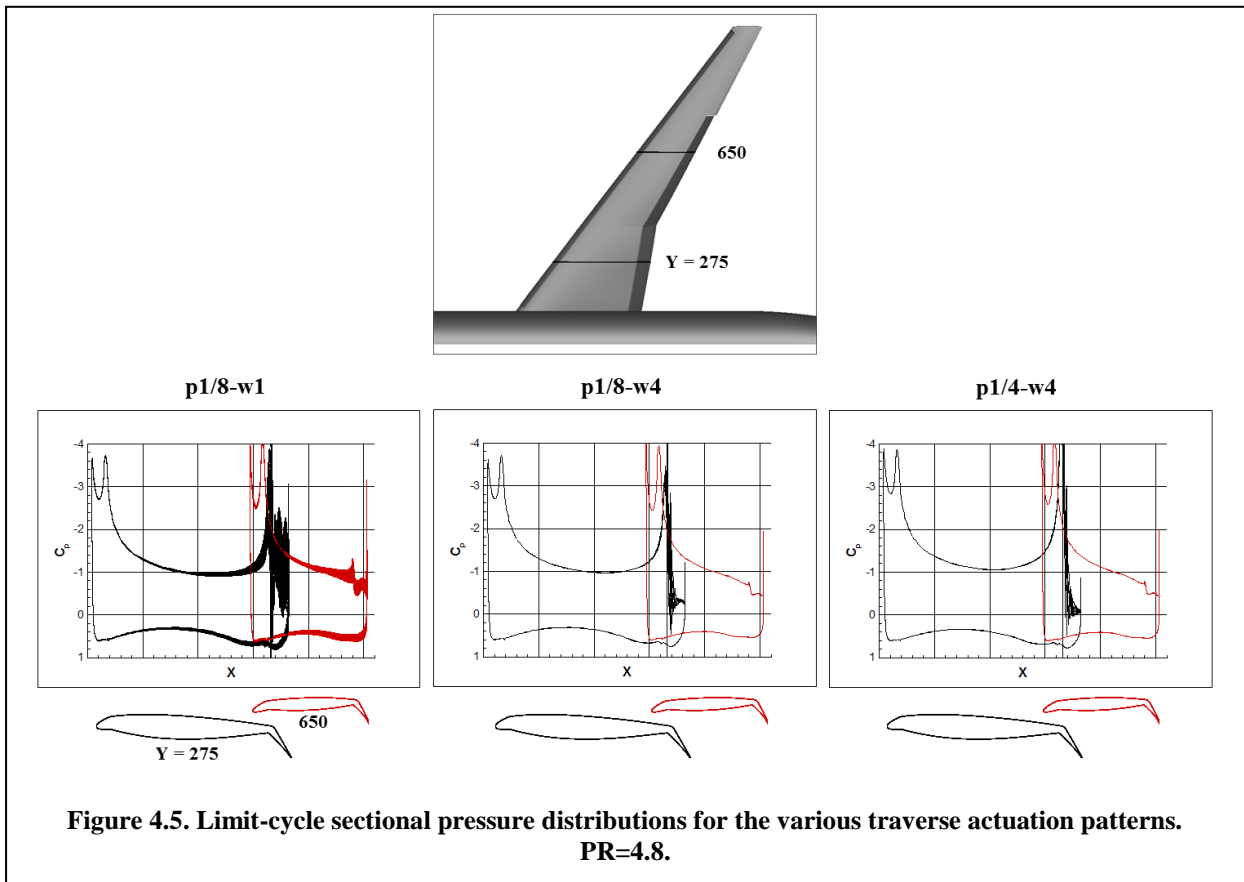 650
Y = 275
p1/8-w1
p1/8-w4
p1/4-w4
-4
-3
-2
-1
0
1
Cp
X
-4
-3
-2
-1
0
1
Cp
X
-4
-3
-2
-1
0
1
Cp
X
650
Y = 275
Figure 4.5. Limit-cycle sectional pressure distributions for the various traverse actuation patterns.
PR=4.8.